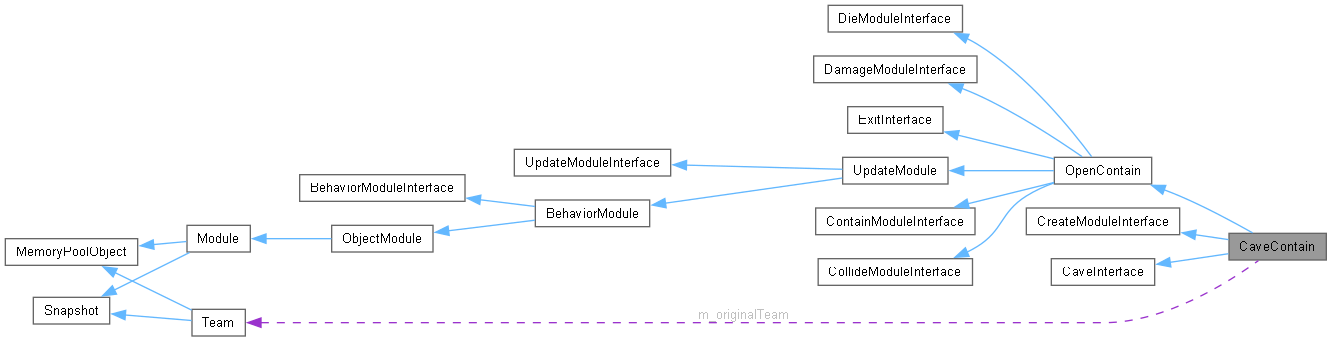 DieModuleInterface
DamageModuleInterface
ExitInterface
UpdateModuleInterface
UpdateModule
OpenContain
BehaviorModuleInterface
BehaviorModule
ContainModuleInterface
CreateModuleInterface
MemoryPoolObject
Module
ObjectModule
CaveContain
CollideModuleInterface
CaveInterface
Snapshot
Team
m_originalTeam